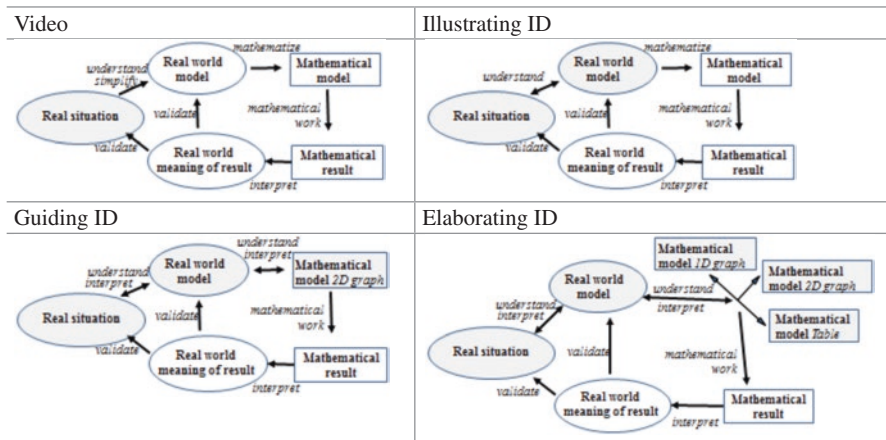 Video
Illustrating ID
Real world
model
mathematize
Mathematical
model
understand
simplify
Real situation
validate
mathematical
work
validate
Real world
meaning of result
interpret
Mathematical
result
Real world
model
mathematize
Mathematical
model
understand
Real situation
validate
mathematical
work
validate
Real world
meaning of result
interpret
Mathematical
result
Guiding ID
Elaborating ID
Real world
model
understand
interpret
Mathematical
model 2D graph
understand
interpret
Real situation
validate
mathematical
work
validate
Real world
meaning of result
interpret
Mathematical
result
Mathematical
model 1D graph
Real world
model
understand
interpret
Mathematical
model 2D graph
understand
interpret
Mathematical
model Table
Real situation
validate
mathematical
work
validate
Real world
meaning of result
interpret
Mathematical
result